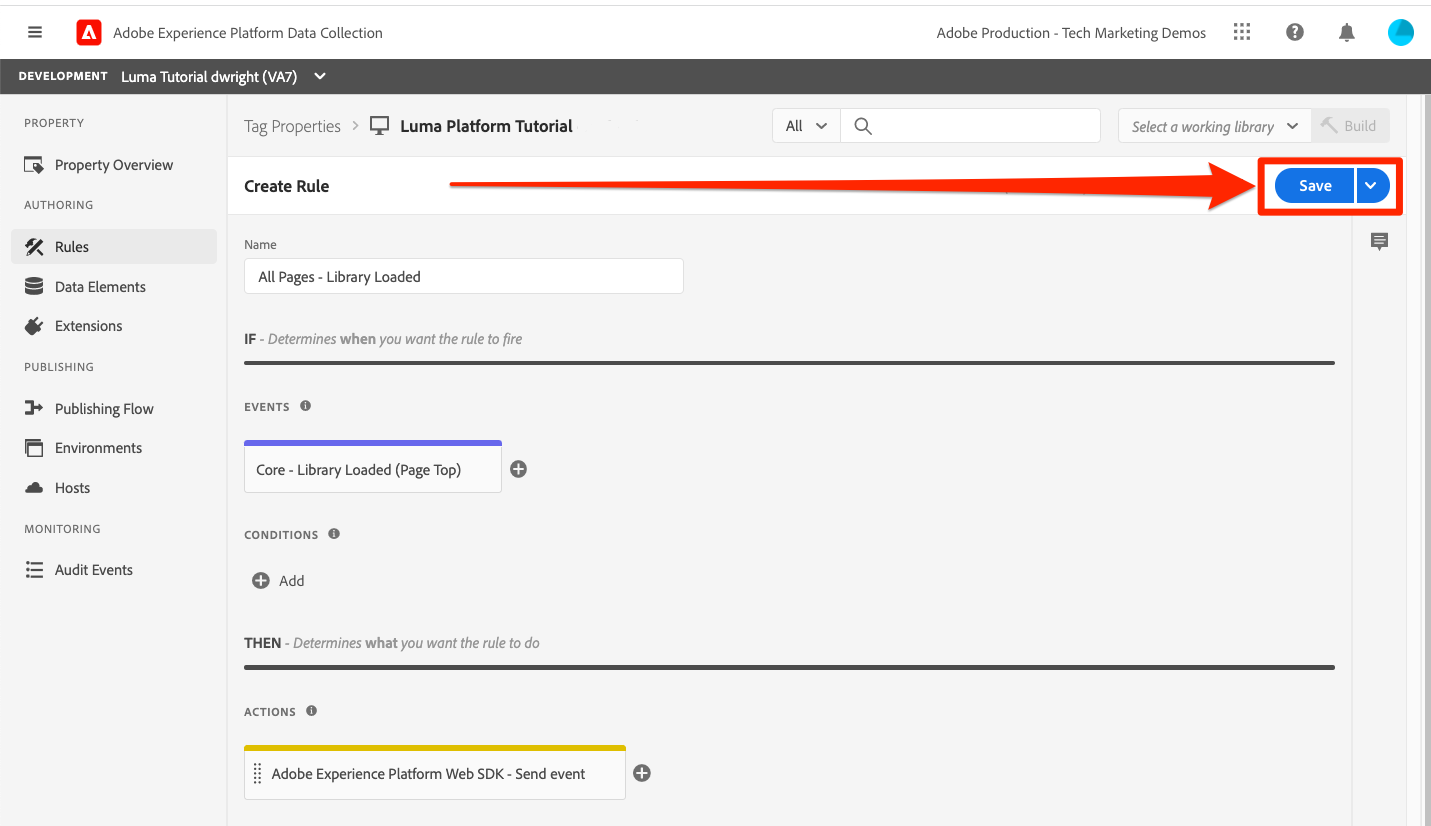 Adobe Experience Platform Data Collection
Adobe Production - Tech Marketing Demos
DEVELOPMENT Luma Tutorial dwright (VA7)
PROPERTY
Property Overview
AUTHORING
Rules
Data Elements
Extensions
PUBLISHING
Publishing Flow
Environments
Hosts
MONITORING
Audit Events
Tag Properties > Luma Platform Tutorial
All
Select a working library
Build
Create Rule
Save
Name
All Pages - Library Loaded
IF - Determines when you want the rule to fire
EVENTS
Core - Library Loaded (Page Top)
CONDITIONS
Add
THEN - Determines what you want the rule to do
ACTIONS
Adobe Experience Platform Web SDK - Send event